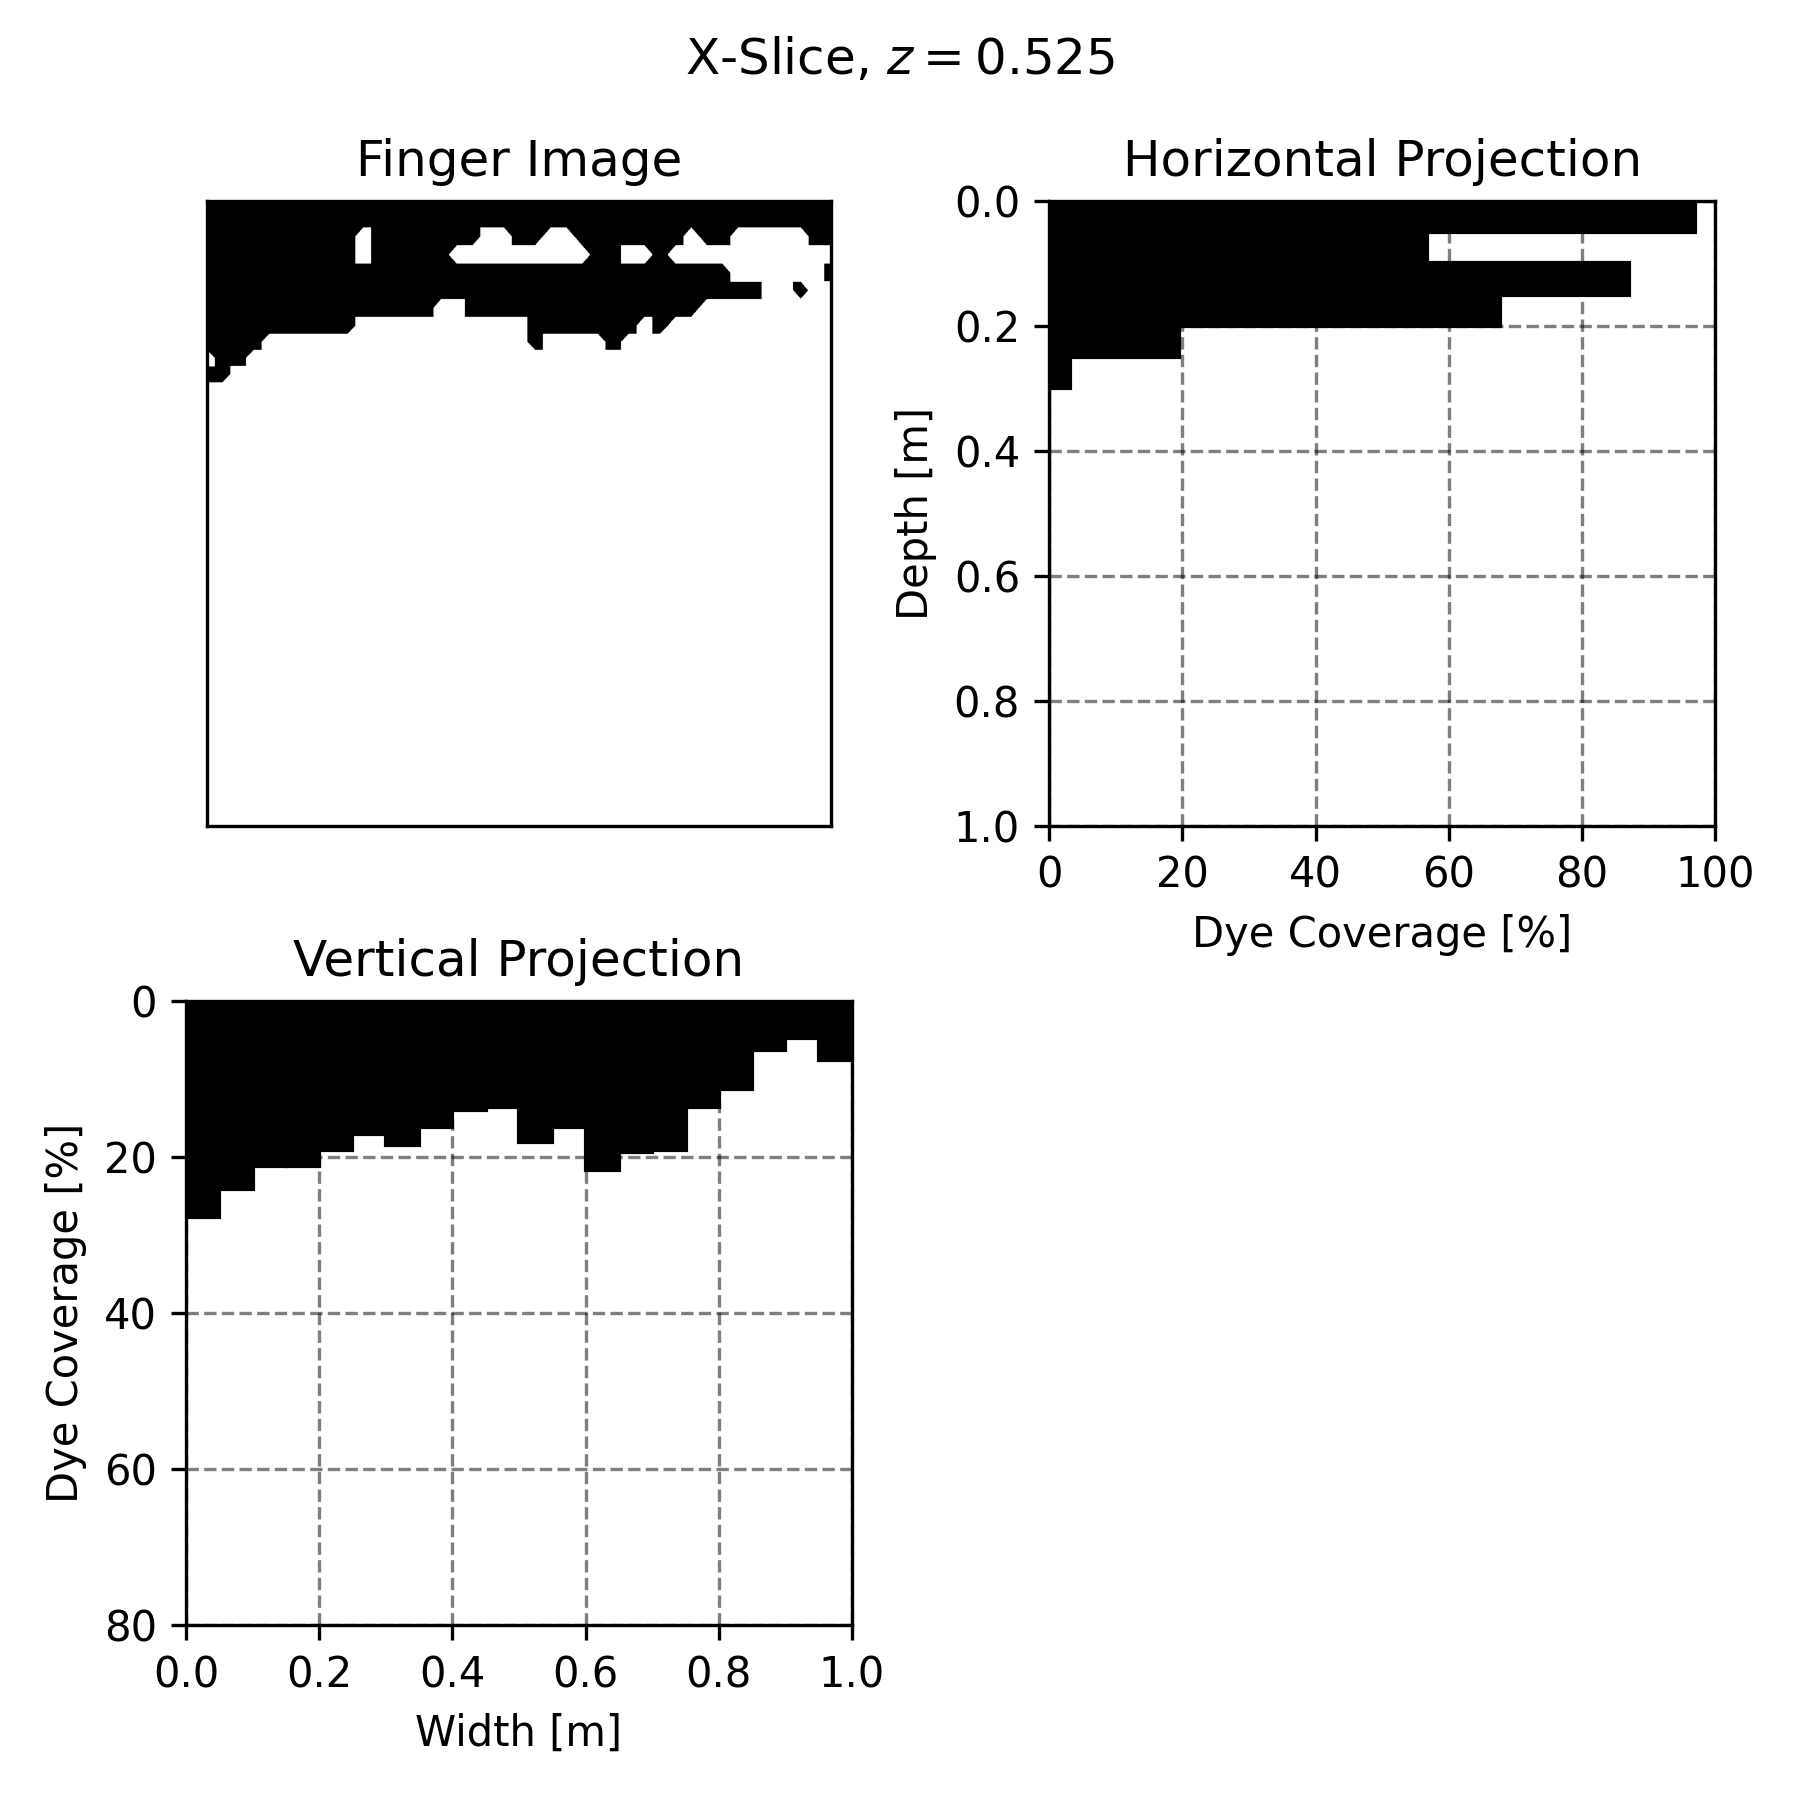 X-Slice, z = 0.525
Finger Image
Horizontal Projection
0.0
0.2
0.4
0.6
0.8
1.0
Depth [m]
0 20 40 60 80 100
Dye Coverage [%]
Vertical Projection
0
20
40
60
80
Dye Coverage [%]
0.0 0.2 0.4 0.6 0.8 1.0
Width [m]